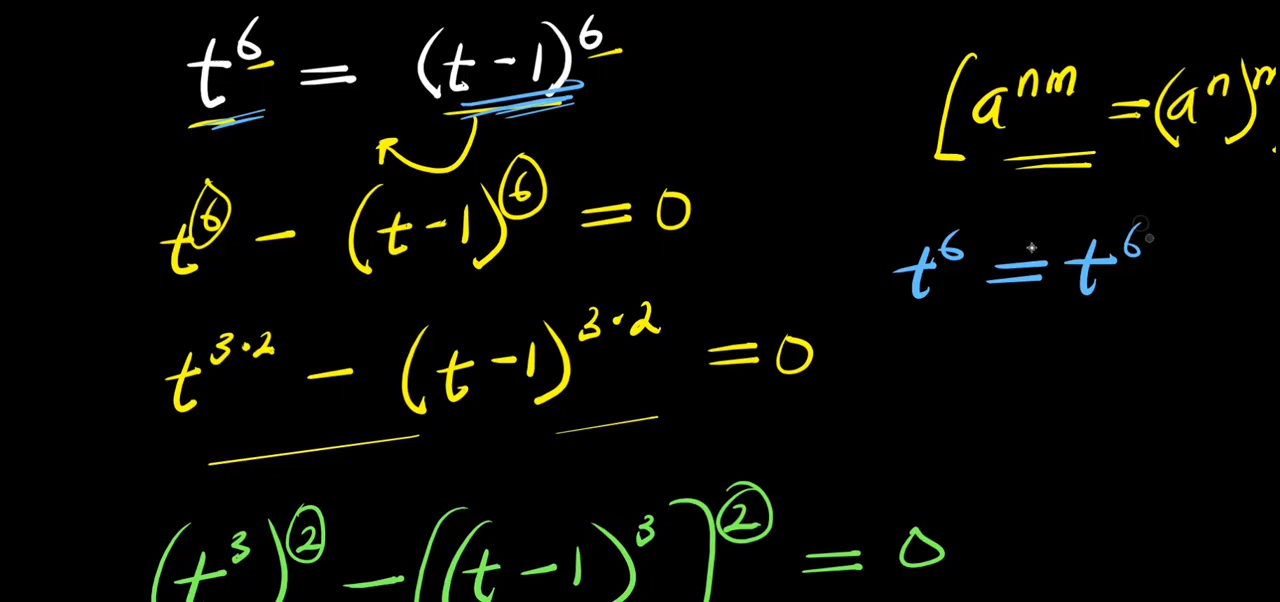 t^6 = (t-1)^6
[a^{nm} = (a^n)^m
t^6 - (t-1)^6 = 0
t^6 = t^6
t^{3·2} - (t-1)^{3·2} = 0
(t^3)^2 - [(t-1)^3]^2 = 0